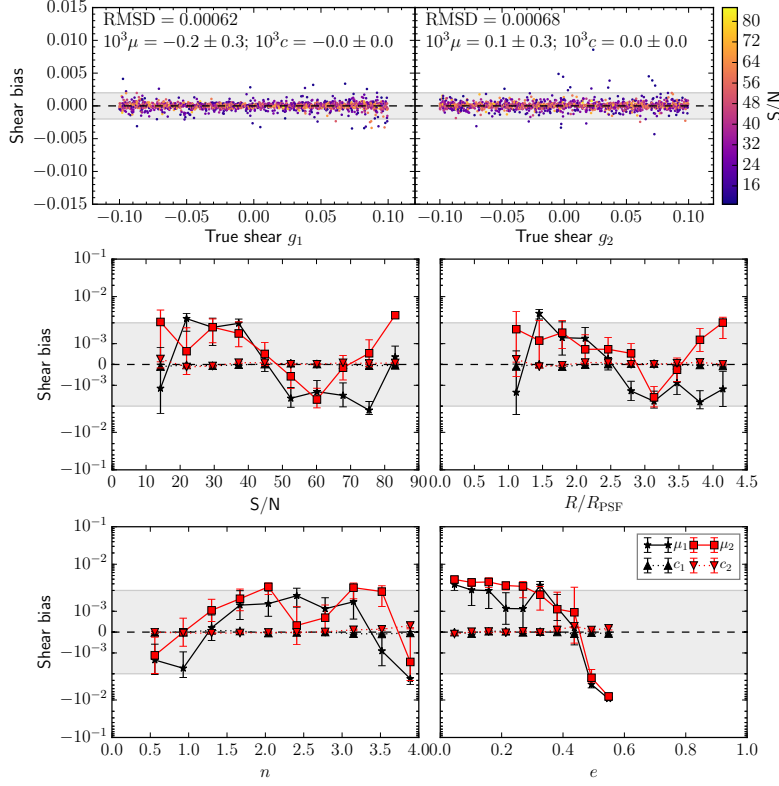 RMSD = 0.00062
10³μ = −0.2 ± 0.3; 10³c = −0.0 ± 0.0
RMSD = 0.00068
10³μ = 0.1 ± 0.3; 10³c = 0.0 ± 0.0
0.015
0.010
0.005
0.000
−0.005
−0.010
−0.015
Shear bias
−0.10 −0.05 0.00 0.05 0.10
−0.10 −0.05 0.00 0.05 0.10
True shear g₁
True shear g₂
80
72
64
56
48
40
32
24
16
S/N
10⁻¹
10⁻²
10⁻³
0
−10⁻³
−10⁻²
−10⁻¹
Shear bias
0 10 20 30 40 50 60 70 80 90
S/N
0.0 0.5 1.0 1.5 2.0 2.5 3.0 3.5 4.0 4.5
R/R_PSF
10⁻¹
10⁻²
10⁻³
0
−10⁻³
−10⁻²
−10⁻¹
Shear bias
μ₁ μ₂
c₁ c₂
0.0 0.5 1.0 1.5 2.0 2.5 3.0 3.5 4.0
n
0.0 0.2 0.4 0.6 0.8 1.0
e